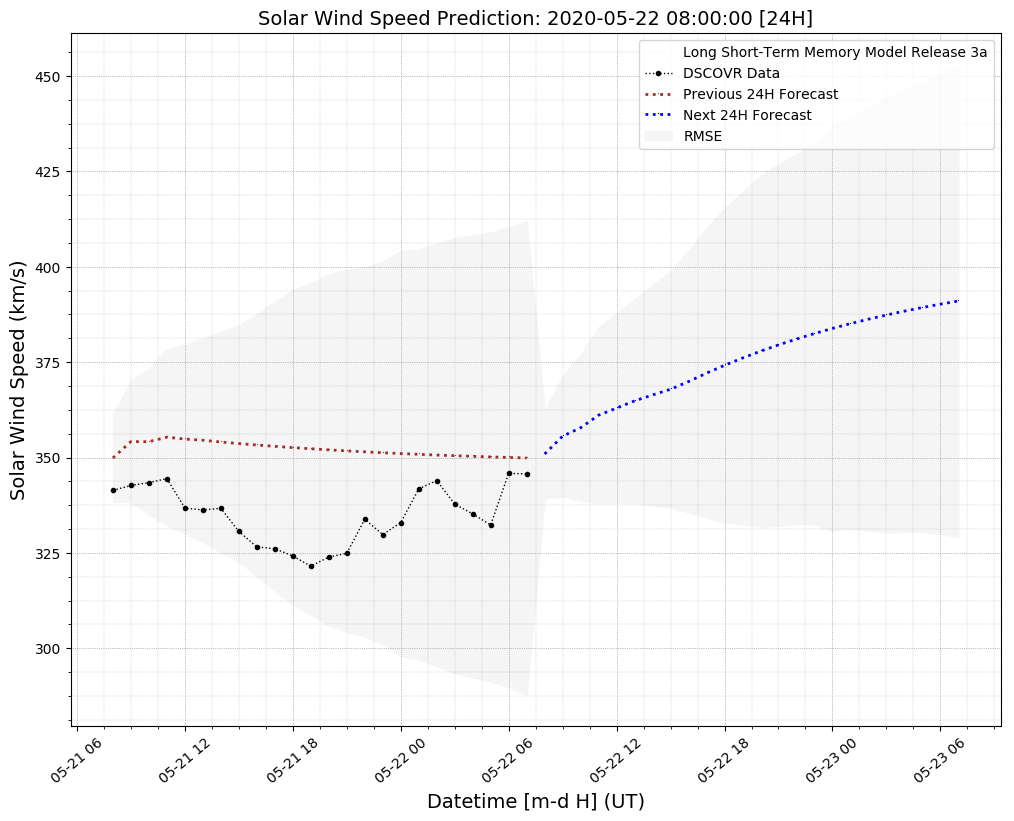 Solar Wind Speed Prediction: 2020-05-22 08:00:00 [24H]
Long Short-Term Memory Model Release 3a
DSCOVR Data
Previous 24H Forecast
Next 24H Forecast
RMSE
Solar Wind Speed (km/s)
450
425
400
375
350
325
300
05-21 06
05-21 12
05-21 18
05-22 00
05-22 06
05-22 12
05-22 18
05-23 00
05-23 06
Datetime [m-d H] (UT)